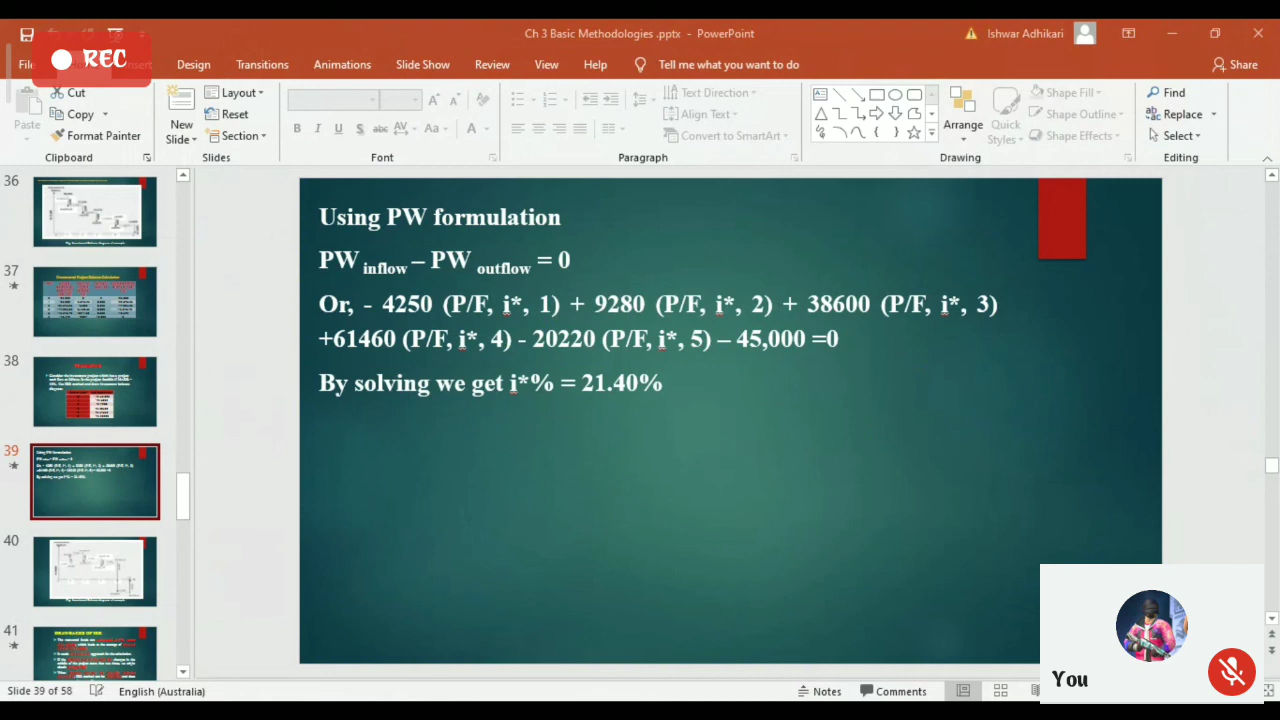 Ch 3 Basic Methodologies .pptx - PowerPoint
Ishwar Adhikari
REC
File
Insert
Design
Transitions
Animations
Slide Show
Review
View
Help
Tell me what you want to do
Share
Cut
Copy
Format Painter
Paste
Clipboard
New Slide
Layout
Reset
Section
Slides
Font
Text Direction
Align Text
Convert to SmartArt
Paragraph
Arrange
Quick Styles
Shape Fill
Shape Outline
Shape Effects
Drawing
Find
Replace
Select
Editing
36
37
38
39
40
41
Using PW formulation
PW inflow – PW outflow = 0
Or, - 4250 (P/F, i*, 1) + 9280 (P/F, i*, 2) + 38600 (P/F, i*, 3)
+61460 (P/F, i*, 4) - 20220 (P/F, i*, 5) – 45,000 =0
By solving we get i*% = 21.40%
You
Slide 39 of 58
English (Australia)
Notes
Comments